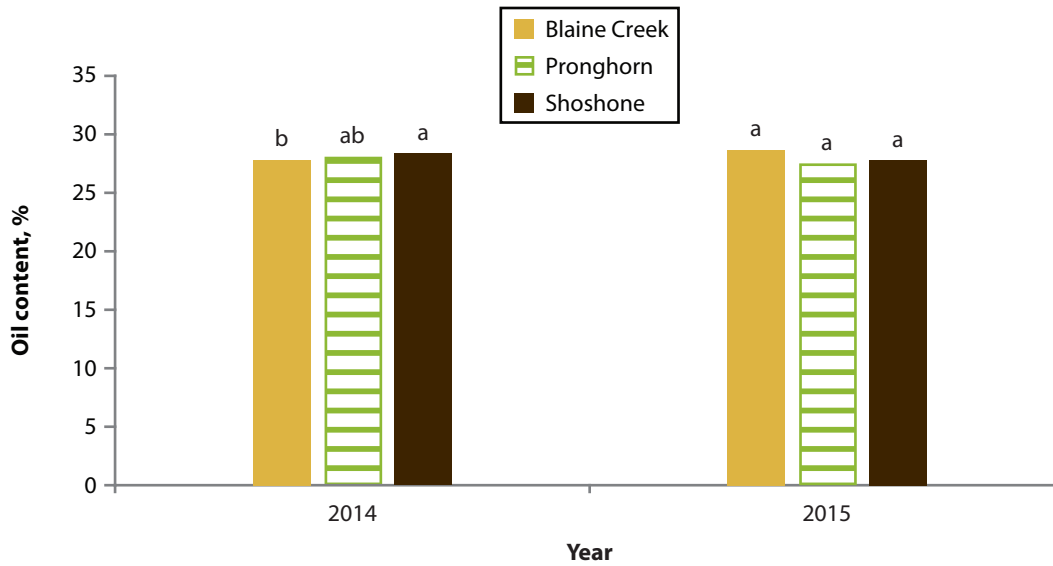 Blaine Creek
Pronghorn
Shoshone
Oil content, %
35
30
25
20
15
10
5
0
b ab a
a a a
2014 2015
Year